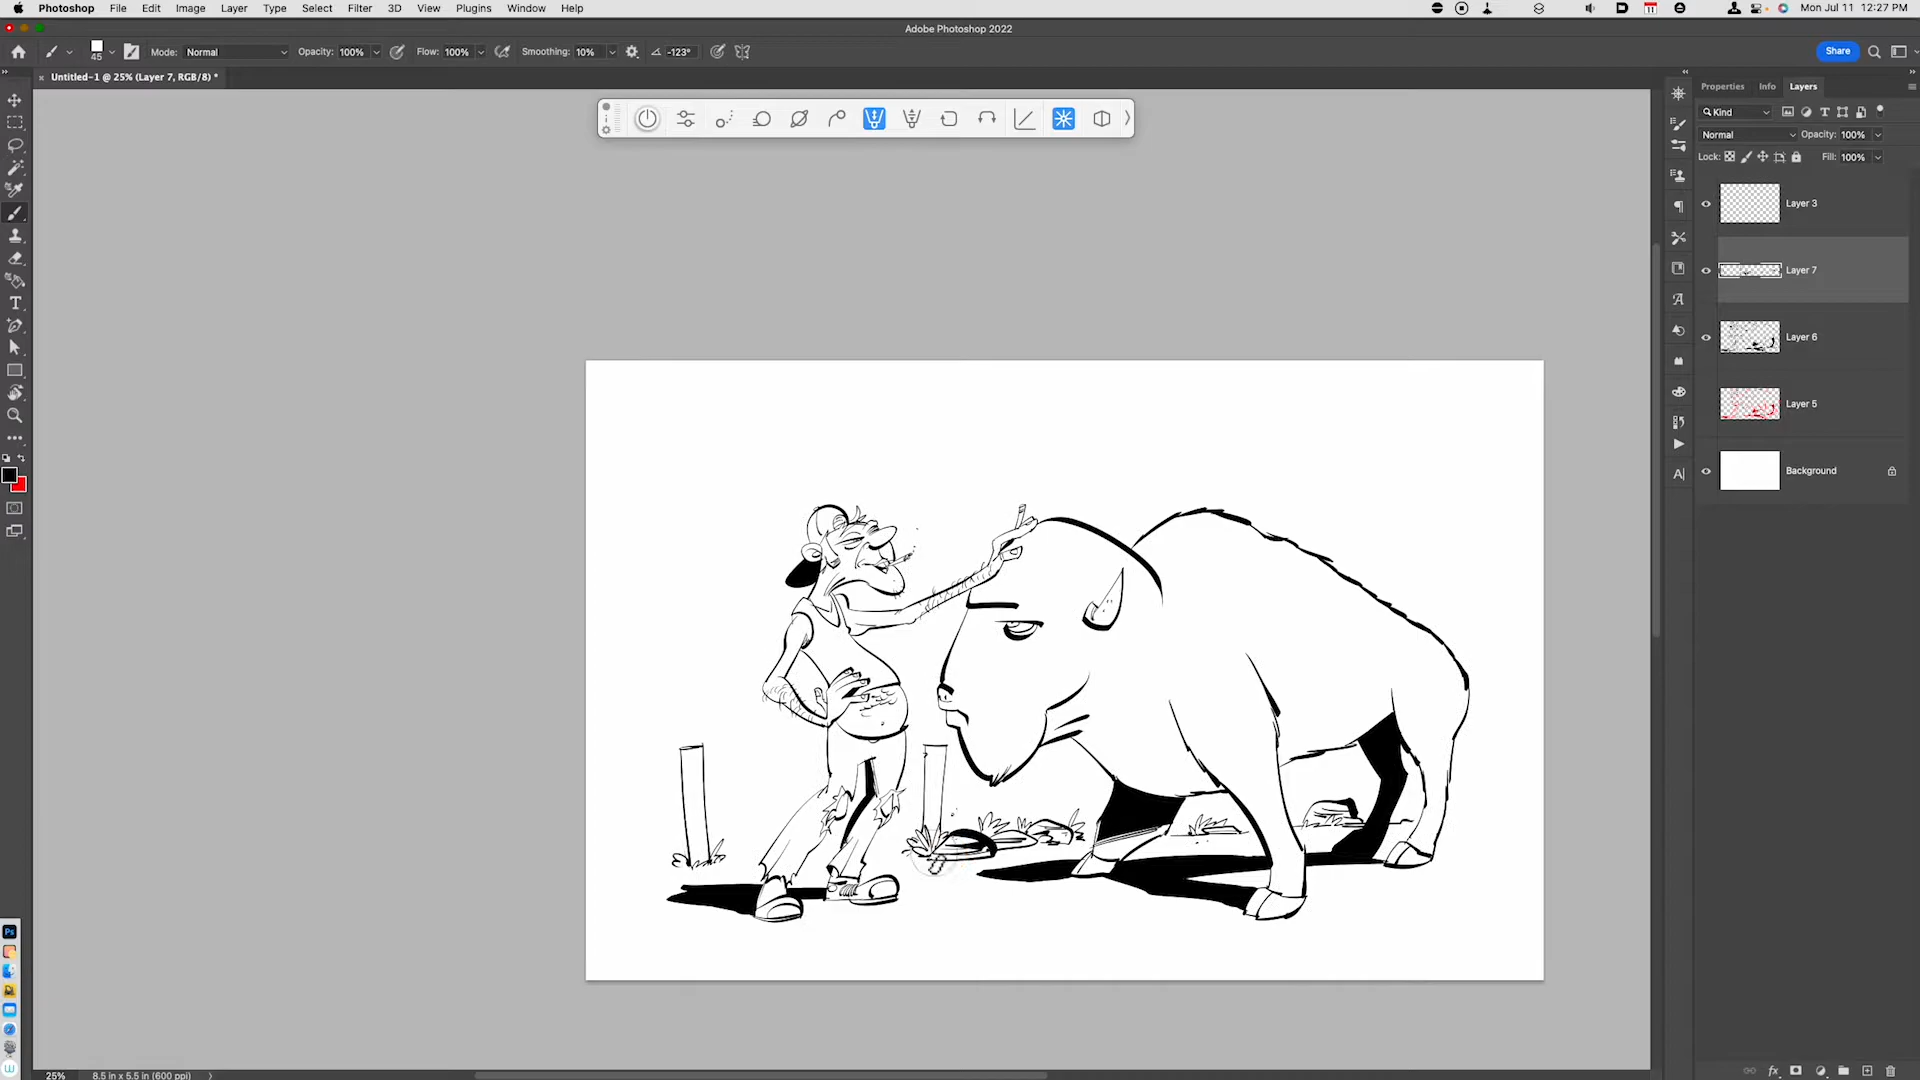 Photoshop File Edit Image Layer Type Select Filter 3D View Plugins Window Help Mon Jul 11 12:27 PM
Adobe Photoshop 2022
45 Mode: Normal Opacity: 100% Flow: 100% Smoothing: 10% -123° Share
Untitled-1 @ 25% (Layer 7, RGB/8) *
Properties Info Layers
Kind
Normal Opacity: 100%
Lock: Fill: 100%
Layer 3
Layer 7
Layer 6
Layer 5
Background
25% 8.5 in x 5.5 in (600 ppi)